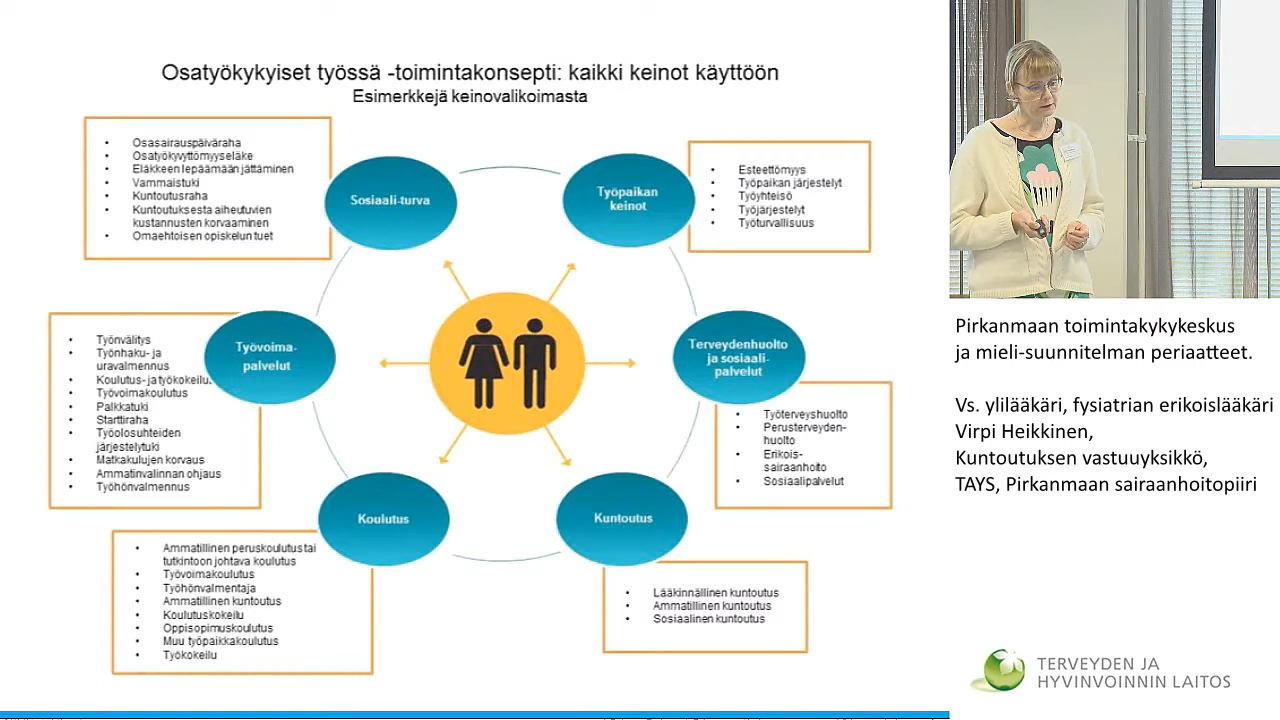 Osatyökykyiset työssä -toimintakonsepti: kaikki keinot käyttöön
Esimerkkejä keinovalikoimasta
• Osasairauspäiväraha
• Osatyökyvyttömyyseläke
• Eläkkeen lepäämään jättäminen
• Vammaistuki
• Kuntoutusraha
• Kuntoutuksesta aiheutuvien
kustannusten korvaaminen
• Omaehtoisen opiskelun tuet
Sosiaali-turva
Työpaikan
keinot
• Esteettömyys
• Työpaikan järjestelyt
• Työyhteisö
• Työjärjestelyt
• Työturvallisuus
• Työnvälitys
• Työnhaku- ja
uravalmennus
• Koulutus- ja työkokeilu
• Työvoimakoulutus
• Palkkatuki
• Starttiraha
• Työolosuhteiden
järjestelytuki
• Matkakulujen korvaus
• Ammatinvalinnan ohjaus
• Työhönvalmennus
Työvoima-
palvelut
Terveydenhuolto
ja sosiaali-
palvelut
• Työterveyshuolto
• Perusterveyden-
huolto
• Erikois-
sairaanhoito
• Sosiaalipalvelut
Koulutus
• Ammatillinen peruskoulutus tai
tutkintoon johtava koulutus
• Työvoimakoulutus
• Työhönvalmentaja
• Ammatillinen kuntoutus
• Koulutuskokeilu
• Oppisopimuskoulutus
• Muu työpaikkakoulutus
• Työkokeilu
Kuntoutus
• Lääkinnällinen kuntoutus
• Ammatillinen kuntoutus
• Sosiaalinen kuntoutus
Pirkanmaan toimintakykykeskus
ja mieli-suunnitelman periaatteet.
Vs. ylilääkäri, fysiatrian erikoislääkäri
Virpi Heikkinen,
Kuntoutuksen vastuuyksikkö,
TAYS, Pirkanmaan sairaanhoitopiiri
TERVEYDEN JA
HYVINVOINNIN LAITOS